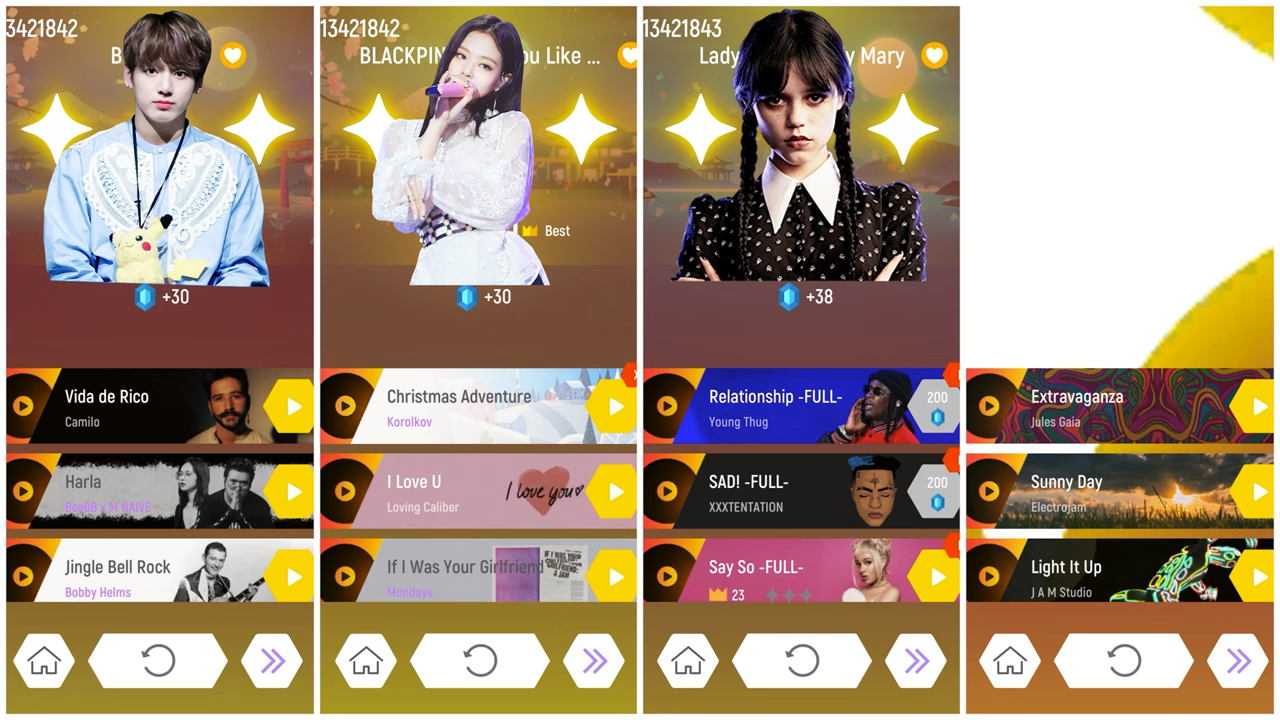 3421842
B
+30
Vida de Rico
Camilo
Harla
BeeBB x M NAIVE
Jingle Bell Rock
Bobby Helms
13421842
BLACKPIN ou Like ...
Best
+30
Christmas Adventure
Korolkov
I Love U
Loving Caliber
I love you
If I Was Your Girlfriend
Mondays
13421843
Lady y Mary
+38
Relationship -FULL-
Young Thug
200
SAD! -FULL-
XXXTENTATION
200
Say So -FULL-
23
Extravaganza
Jules Gaia
Sunny Day
Electrojam
Light It Up
J A M Studio